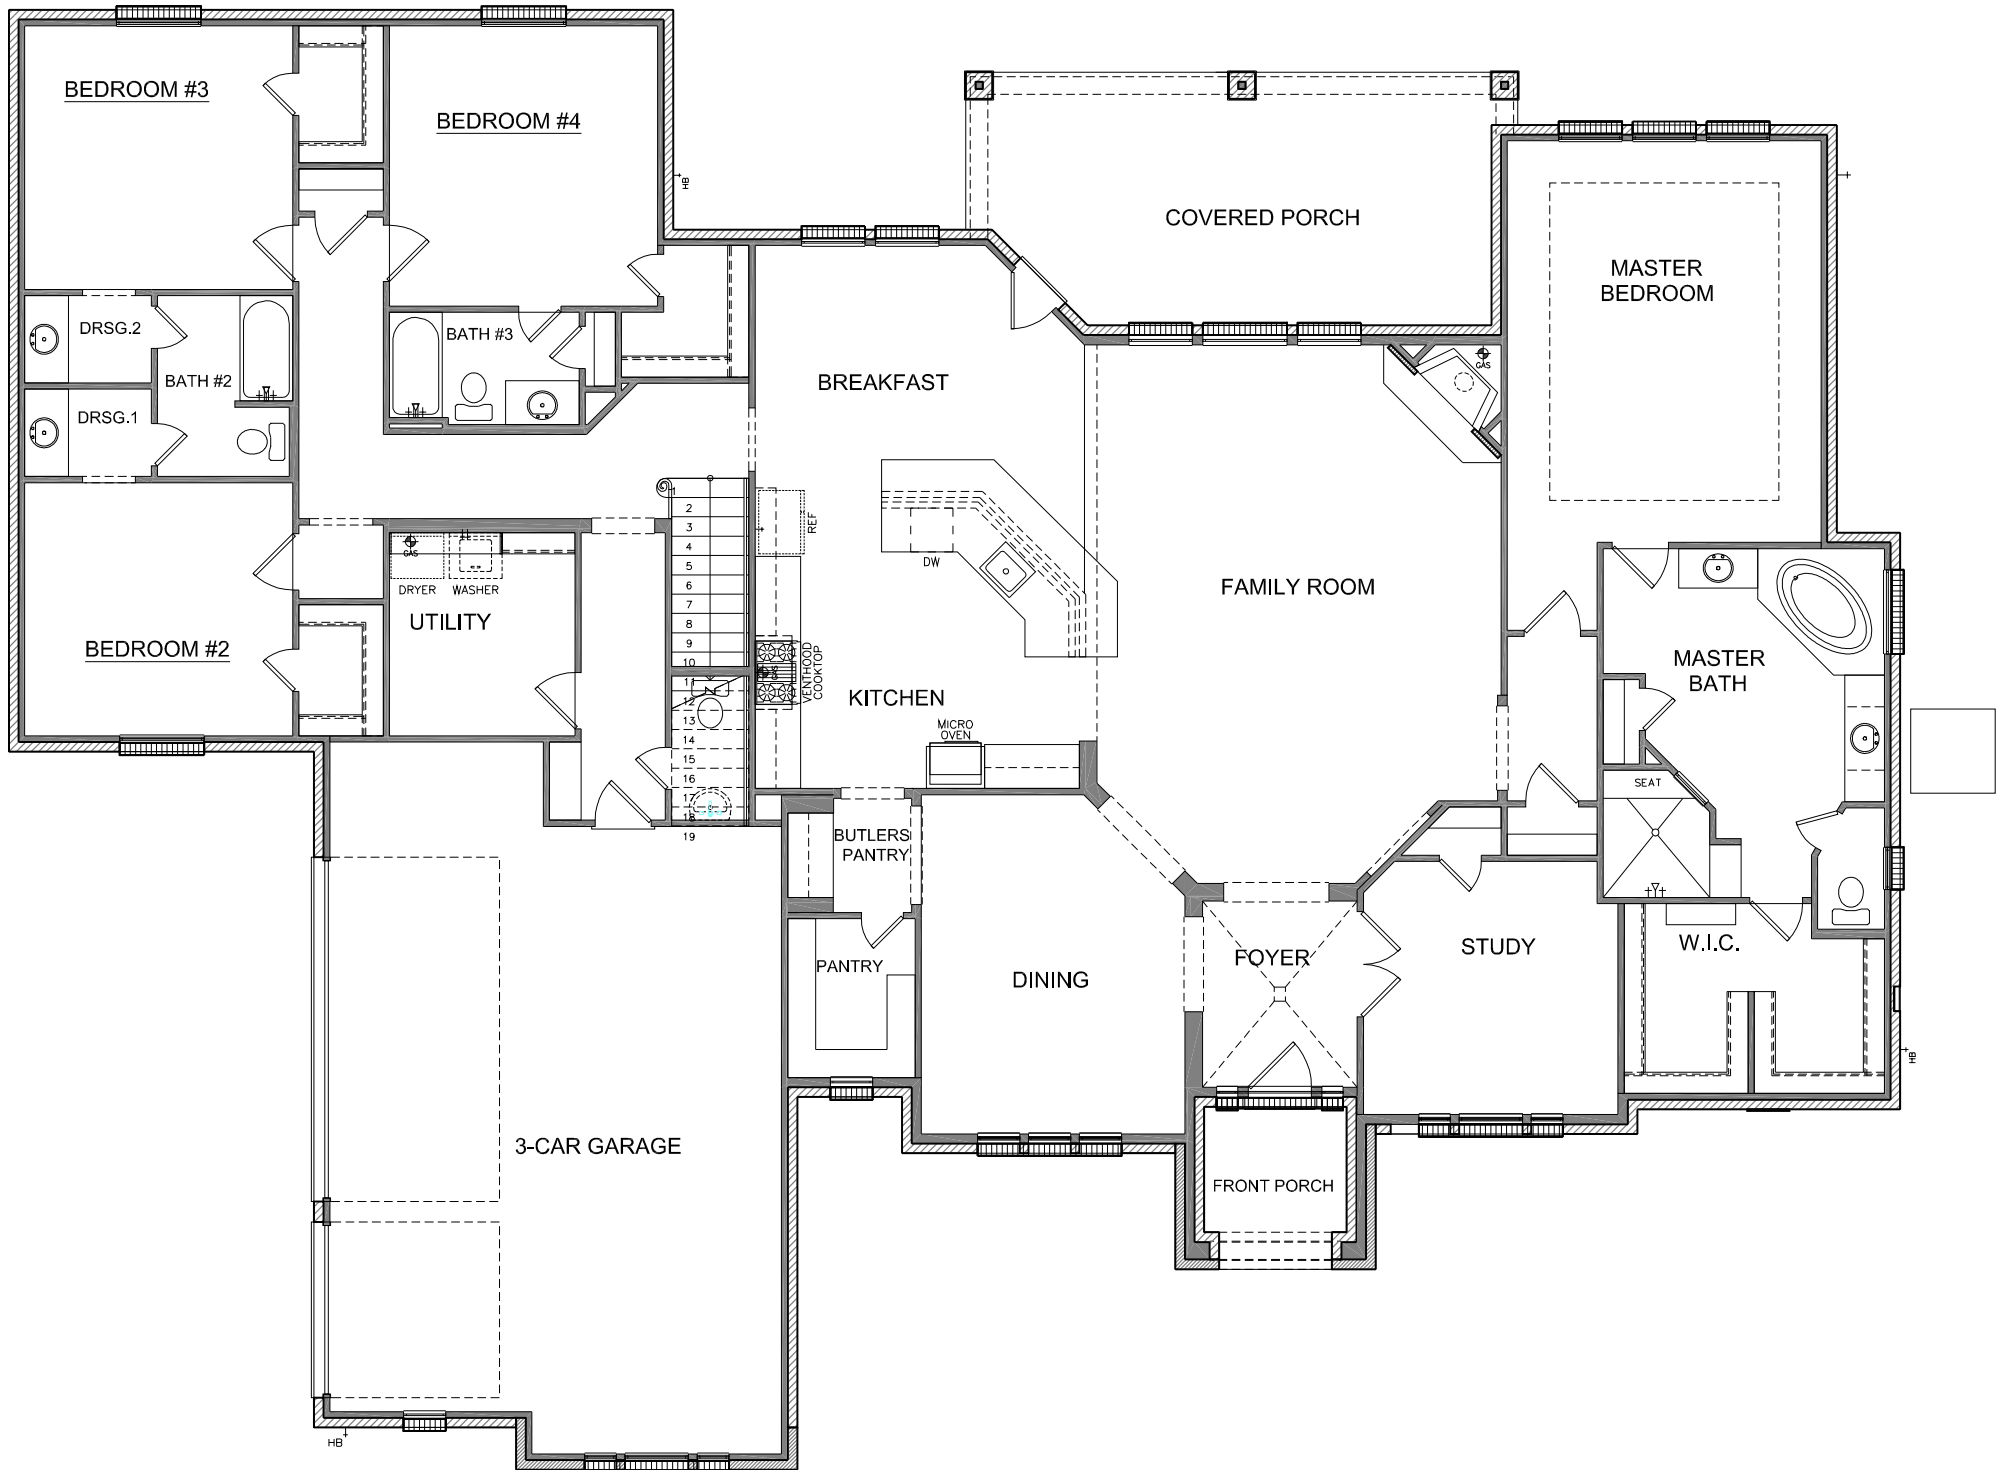 BEDROOM #3
BEDROOM #4
HB
COVERED PORCH
MASTER
BEDROOM
DRSG.2
BATH #3
BATH #2
GAS
BREAKFAST
DRSG.1
1
2
3
4
5
6
7
8
9
10
11
12
13
14
15
16
17
18
19
REF
GAS
DW
DRYER
WASHER
UTILITY
FAMILY ROOM
BEDROOM #2
VENTHOOD
COOKTOP
GAS
MASTER
BATH
KITCHEN
MICRO
OVEN
SEAT
BUTLERS
PANTRY
PANTRY
DINING
FOYER
STUDY
W.I.C.
HB
3-CAR GARAGE
FRONT PORCH
HB